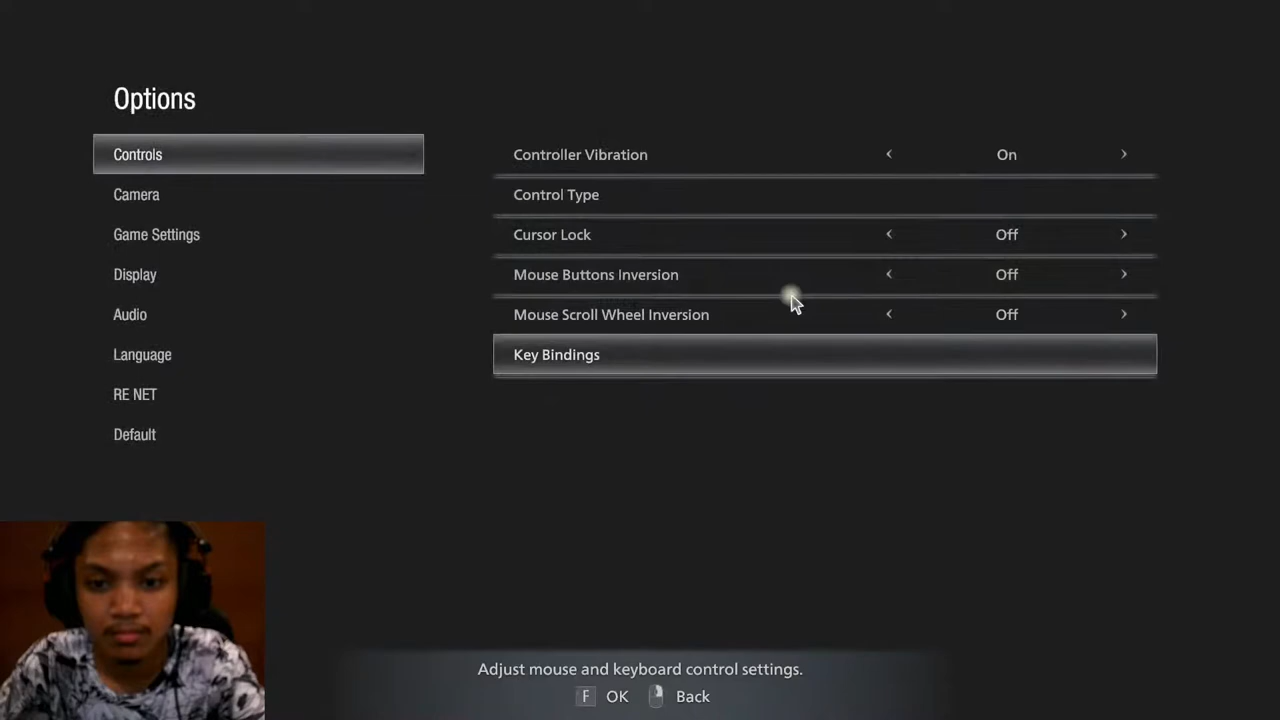 Options
Controls
Camera
Game Settings
Display
Audio
Language
RE NET
Default
Controller Vibration ‹ On ›
Control Type
Cursor Lock ‹ Off ›
Mouse Buttons Inversion ‹ Off ›
Mouse Scroll Wheel Inversion ‹ Off ›
Key Bindings
Adjust mouse and keyboard control settings.
F OK Back